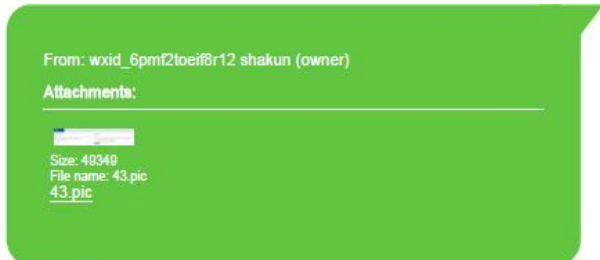 From: wxid_6pmf2toeif8r12 shakun (owner)
Attachments:
Size: 49349
File name: 43.pic
43.pic